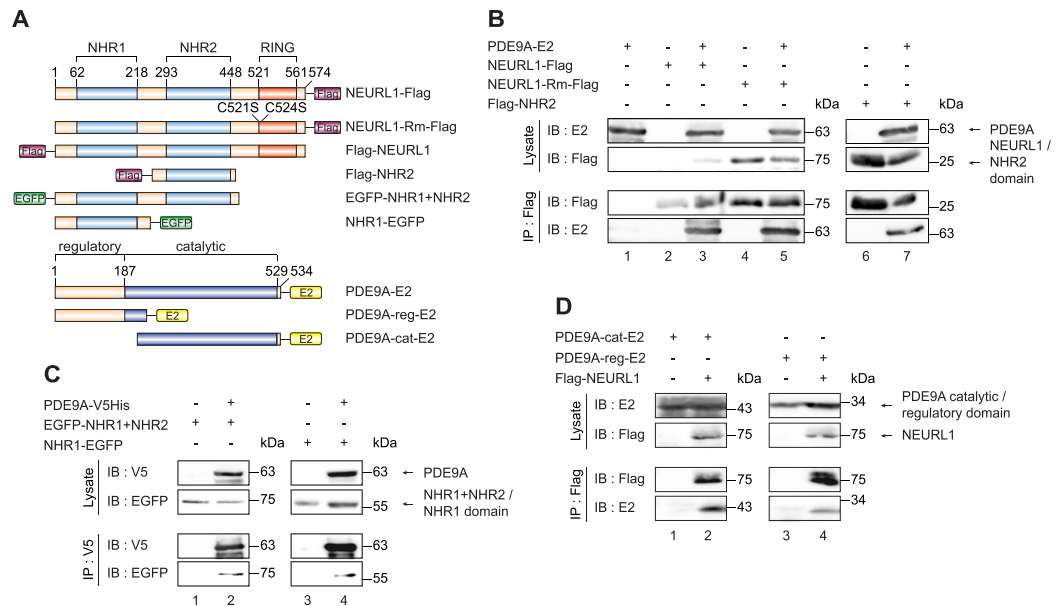 A
NHR1 NHR2 RING
1 62 218 293 448 521 561 574
Flag NEURL1-Flag
C521S C524S
Flag NEURL1-Rm-Flag
Flag Flag-NEURL1
Flag Flag-NHR2
EGFP EGFP-NHR1+NHR2
EGFP NHR1-EGFP
regulatory catalytic
1 187 529 534
E2 PDE9A-E2
E2 PDE9A-reg-E2
E2 PDE9A-cat-E2
B
PDE9A-E2 + - + - + - +
NEURL1-Flag - + + - - - -
NEURL1-Rm-Flag - - - + + - -
Flag-NHR2 - - - - - kDa + + kDa
Lysate
IB : E2 63 63 ← PDE9A
IB : Flag 75 25 ← NEURL1 / NHR2 domain
IP : Flag
IB : Flag 75 25
IB : E2 63 63
1 2 3 4 5 6 7
C
PDE9A-V5His - + - +
EGFP-NHR1+NHR2 + + - -
NHR1-EGFP - - kDa + + kDa
Lysate
IB : V5 63 63 ← PDE9A
IB : EGFP 75 55 ← NHR1+NHR2 / NHR1 domain
IP : V5
IB : V5 63 63
IB : EGFP 75 55
1 2 3 4
D
PDE9A-cat-E2 + + - -
PDE9A-reg-E2 - - + +
Flag-NEURL1 - + kDa - + kDa
Lysate
IB : E2 43 34 ← PDE9A catalytic / regulatory domain
IB : Flag 75 75 ← NEURL1
IP : Flag
IB : Flag 75 75
IB : E2 43 34
1 2 3 4